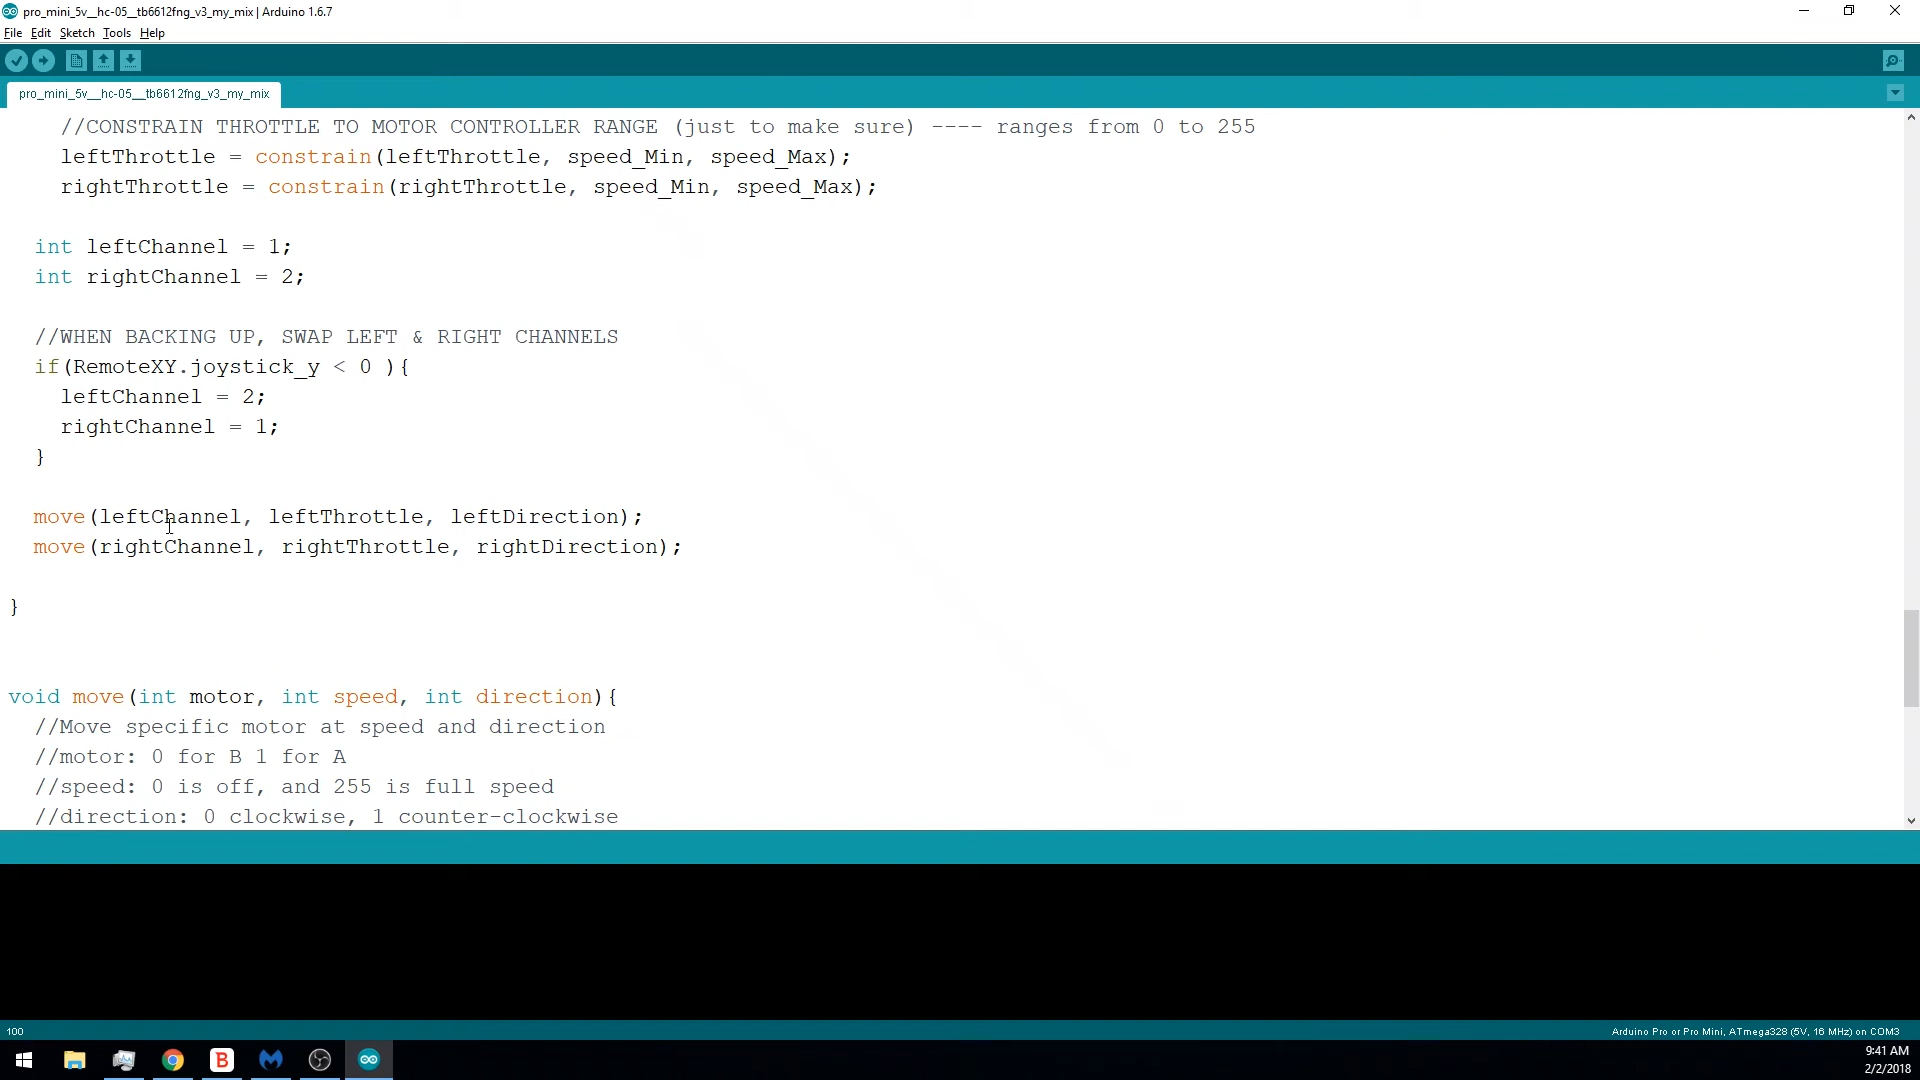 pro_mini_5v__hc-05__tb6612fng_v3_my_mix | Arduino 1.6.7
File Edit Sketch Tools Help
pro_mini_5v__hc-05__tb6612fng_v3_my_mix
//CONSTRAIN THROTTLE TO MOTOR CONTROLLER RANGE (just to make sure) ---- ranges from 0 to 255
leftThrottle = constrain(leftThrottle, speed_Min, speed_Max);
rightThrottle = constrain(rightThrottle, speed_Min, speed_Max);
int leftChannel = 1;
int rightChannel = 2;
//WHEN BACKING UP, SWAP LEFT & RIGHT CHANNELS
if(RemoteXY.joystick_y < 0 ){
leftChannel = 2;
rightChannel = 1;
}
move(leftChannel, leftThrottle, leftDirection);
move(rightChannel, rightThrottle, rightDirection);
}
void move(int motor, int speed, int direction){
//Move specific motor at speed and direction
//motor: 0 for B 1 for A
//speed: 0 is off, and 255 is full speed
//direction: 0 clockwise, 1 counter-clockwise
100
Arduino Pro or Pro Mini, ATmega328 (5V, 16 MHz) on COM3
B
9:41 AM
2/2/2018